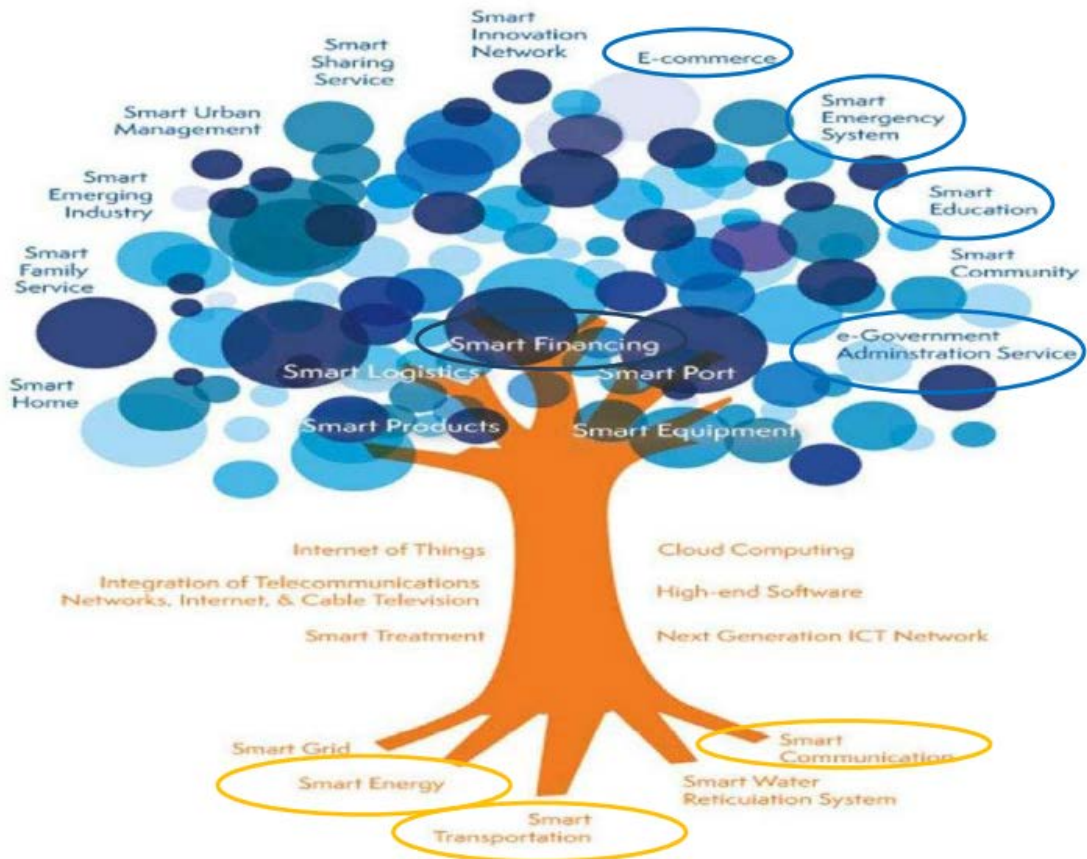 Smart
Innovation
Network
E-commerce
Smart
Sharing
Service
Smart
Emergency
System
Smart Urban
Management
Smart
Emerging
Industry
Smart
Education
Smart
Family
Service
Smart
Community
Smart Financing
e-Government
Adminstration Service
Smart Logistics
Smart Port
Smart
Home
Smart Products
Smart Equipment
Internet of Things
Cloud Computing
Integration of Telecommunications
Networks, Internet, & Cable Television
High-end Software
Smart Treatment
Next Generation ICT Network
Smart Grid
Smart
Communication
Smart Energy
Smart Water
Reticulation System
Smart
Transportation